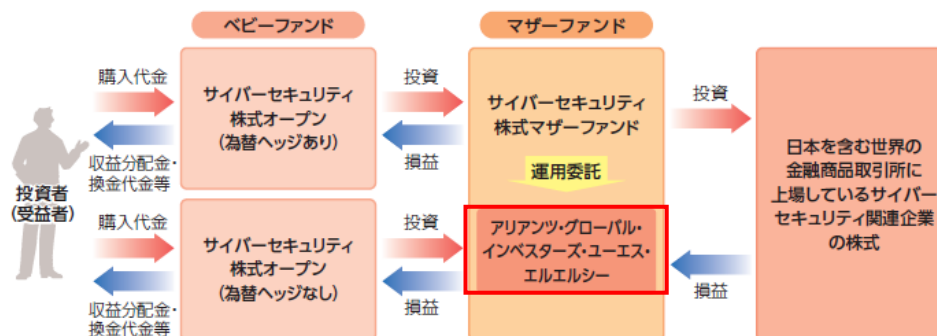 ベビーファンド
マザーファンド
購入代金
収益分配金・
換金代金等
投資者
(受益者)
購入代金
収益分配金・
換金代金等
サイバーセキュリティ
株式オープン
(為替ヘッジあり)
サイバーセキュリティ
株式オープン
(為替ヘッジなし)
投資
損益
投資
損益
サイバーセキュリティ
株式マザーファンド
運用委託
アリアンツ・グローバル・
インベスターズ・ユーエス・
エルエルシー
投資
損益
日本を含む世界の
金融商品取引所に
上場しているサイバー
セキュリティ関連企業
の株式